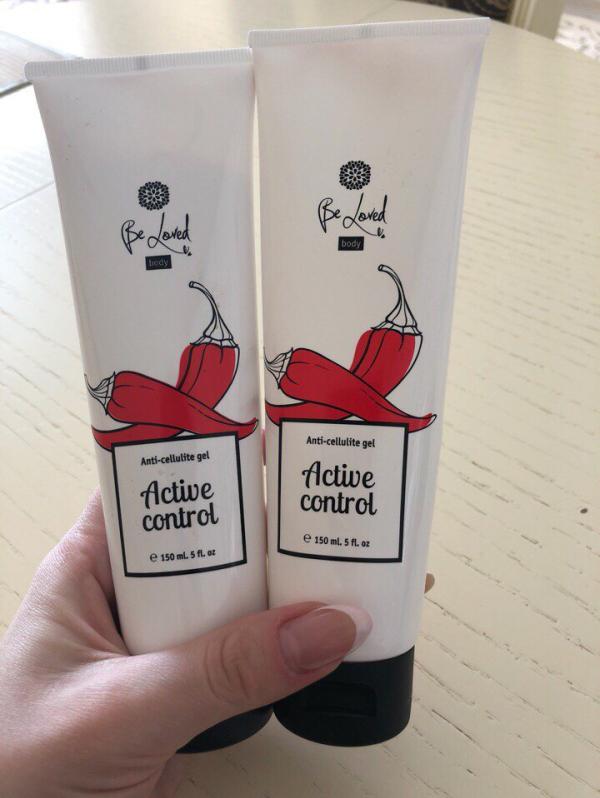 Be Loved
body
Anti-cellulite gel
Active
control
℮ 150 ml. 5 fl. oz
Be Loved
body
Anti-cellulite gel
Active
control
℮ 150 ml. 5 fl. oz